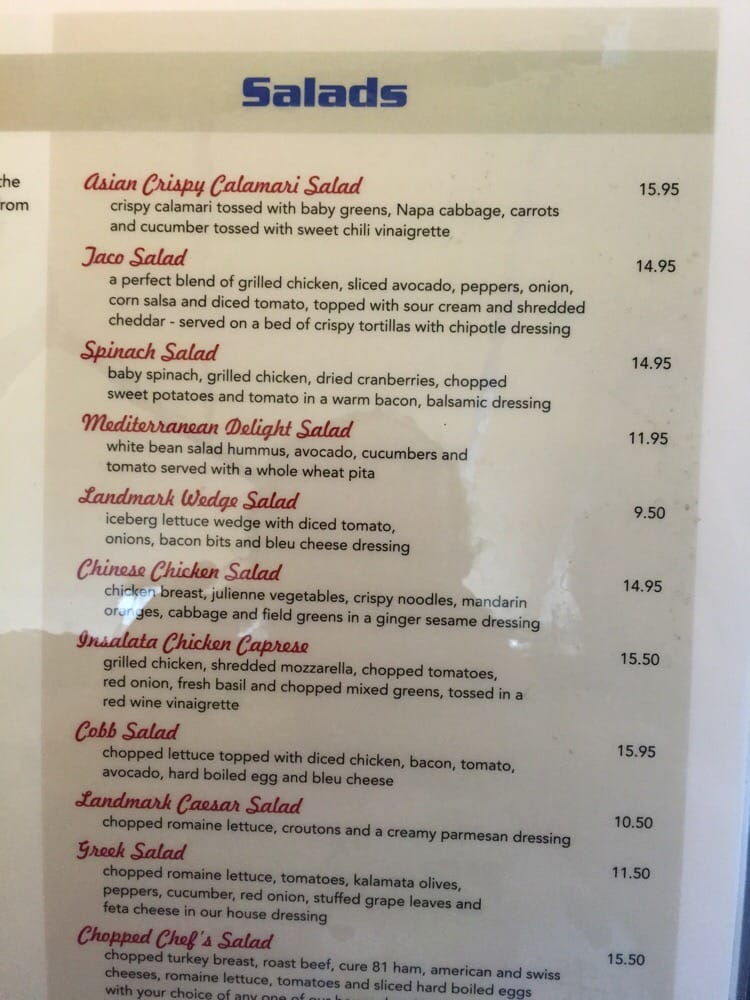 Salads
the
rom
Asian Crispy Calamari Salad 15.95
crispy calamari tossed with baby greens, Napa cabbage, carrots
and cucumber tossed with sweet chili vinaigrette
Taco Salad 14.95
a perfect blend of grilled chicken, sliced avocado, peppers, onion,
corn salsa and diced tomato, topped with sour cream and shredded
cheddar - served on a bed of crispy tortillas with chipotle dressing
Spinach Salad 14.95
baby spinach, grilled chicken, dried cranberries, chopped
sweet potatoes and tomato in a warm bacon, balsamic dressing
Mediterranean Delight Salad 11.95
white bean salad hummus, avocado, cucumbers and
tomato served with a whole wheat pita
Landmark Wedge Salad 9.50
iceberg lettuce wedge with diced tomato,
onions, bacon bits and bleu cheese dressing
Chinese Chicken Salad 14.95
chicken breast, julienne vegetables, crispy noodles, mandarin
oranges, cabbage and field greens in a ginger sesame dressing
Insalata Chicken Caprese 15.50
grilled chicken, shredded mozzarella, chopped tomatoes,
red onion, fresh basil and chopped mixed greens, tossed in a
red wine vinaigrette
Cobb Salad 15.95
chopped lettuce topped with diced chicken, bacon, tomato,
avocado, hard boiled egg and bleu cheese
Landmark Caesar Salad 10.50
chopped romaine lettuce, croutons and a creamy parmesan dressing
Greek Salad 11.50
chopped romaine lettuce, tomatoes, kalamata olives,
peppers, cucumber, red onion, stuffed grape leaves and
feta cheese in our house dressing
Chopped Chef's Salad 15.50
chopped turkey breast, roast beef, cure 81 ham, american and swiss
cheeses, romaine lettuce, tomatoes and sliced hard boiled eggs
with your choice of any one of our